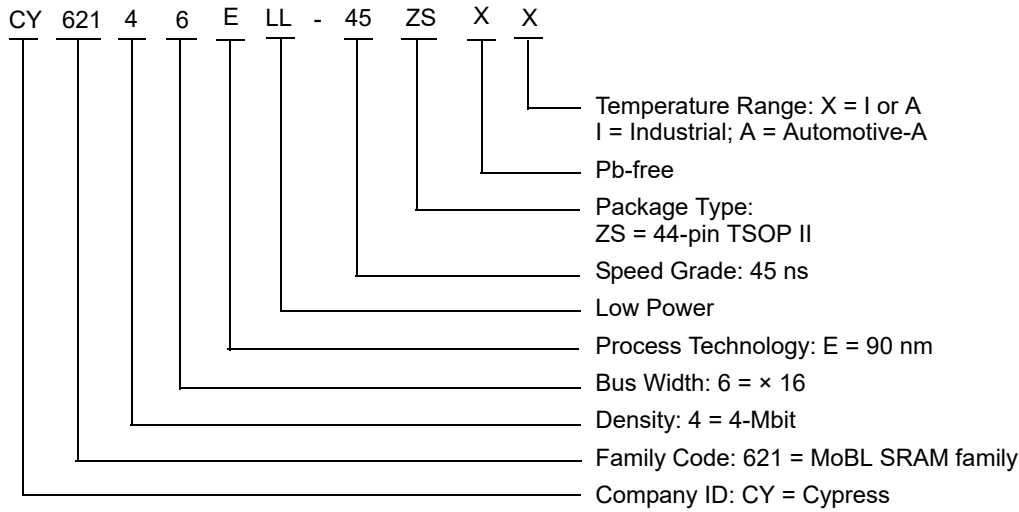 CY 621 4 6 E LL - 45 ZS X X
Temperature Range: X = I or A
I = Industrial; A = Automotive-A
Pb-free
Package Type:
ZS = 44-pin TSOP II
Speed Grade: 45 ns
Low Power
Process Technology: E = 90 nm
Bus Width: 6 = × 16
Density: 4 = 4-Mbit
Family Code: 621 = MoBL SRAM family
Company ID: CY = Cypress